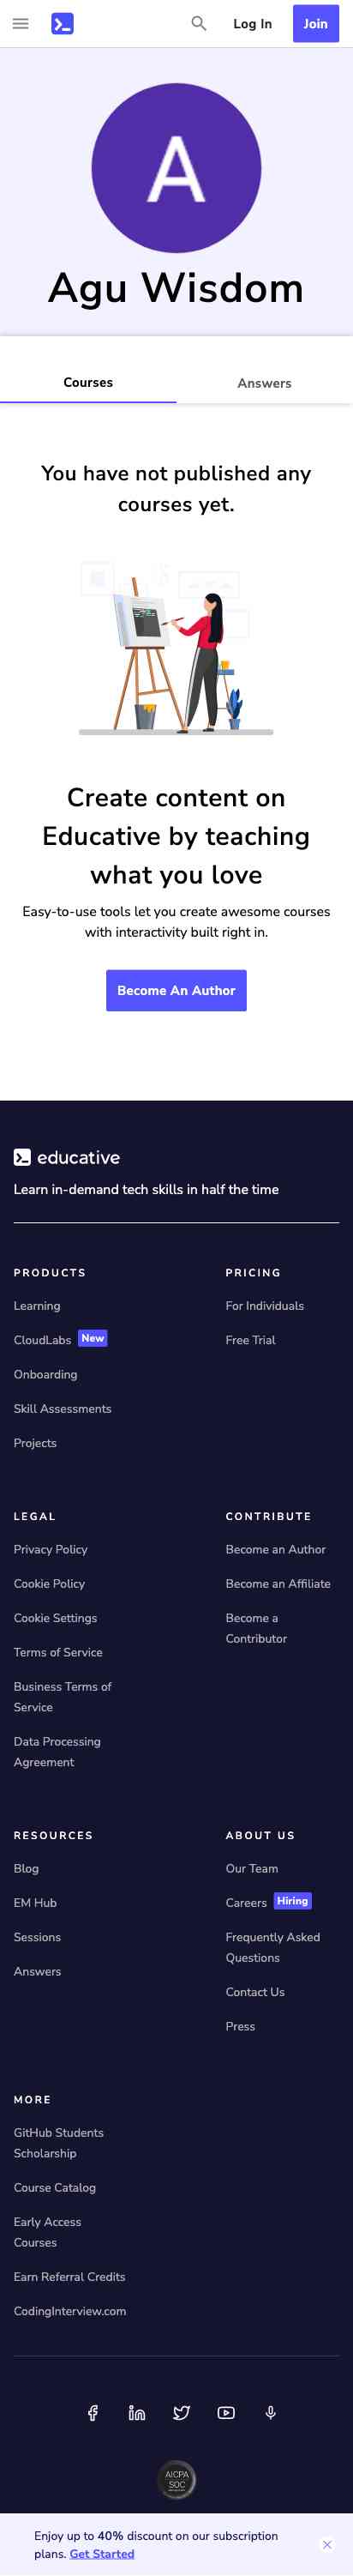 Log In
Join
A
Agu Wisdom
Courses
Answers
You have not published any
courses yet.
Create content on
Educative by teaching
what you love
Easy-to-use tools let you create awesome courses
with interactivity built right in.
Become An Author
educative
Learn in-demand tech skills in half the time
PRODUCTS
Learning
CloudLabs New
Onboarding
Skill Assessments
Projects
PRICING
For Individuals
Free Trial
LEGAL
Privacy Policy
Cookie Policy
Cookie Settings
Terms of Service
Business Terms of
Service
Data Processing
Agreement
CONTRIBUTE
Become an Author
Become an Affiliate
Become a
Contributor
RESOURCES
Blog
EM Hub
Sessions
Answers
ABOUT US
Our Team
Careers Hiring
Frequently Asked
Questions
Contact Us
Press
MORE
GitHub Students
Scholarship
Course Catalog
Early Access
Courses
Earn Referral Credits
CodingInterview.com
AICPA
SOC
Enjoy up to 40% discount on our subscription
plans. Get Started